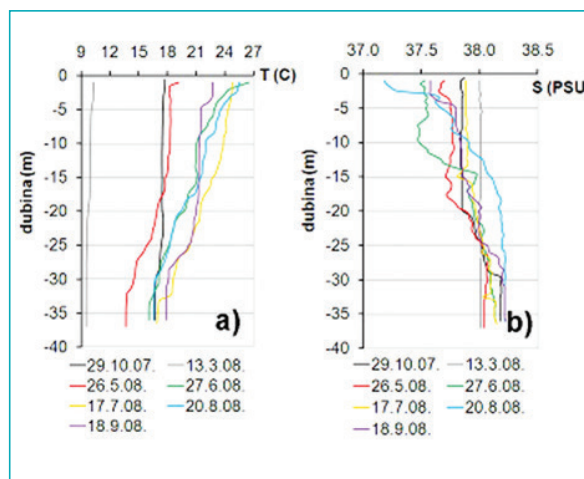 9 12 15 18 21 24 27
T (C)
0
-5
-10
-15
-20
-25
-30
-35
-40
dubina (m)
a)
29.10.07. 13.3.08.
26.5.08. 27.6 08.
17.7.08. 20.8.08.
18.9.08.
37.0 37.5 38.0 38.5
S (PSU
0
-5
-10
-15
-20
-25
-30
-35
-40
dubina (m)
b)
29.10.07. 13.3.08.
26.5.08. 27.6 08.
17.7.08. 20.8.08.
18.9.08.